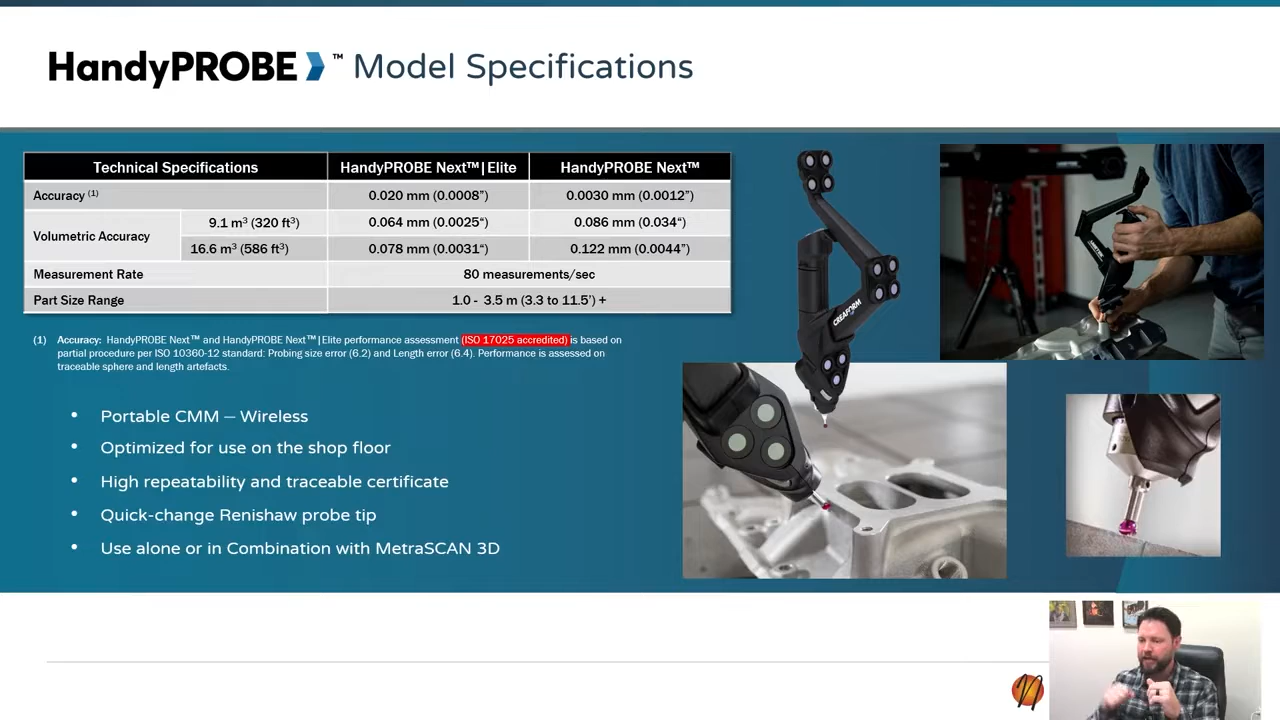 HandyPROBE ™ Model Specifications
Technical Specifications HandyPROBE Next™|Elite HandyPROBE Next™
Accuracy (1) 0.020 mm (0.0008”) 0.0030 mm (0.0012”)
Volumetric Accuracy 9.1 m³ (320 ft³) 0.064 mm (0.0025“) 0.086 mm (0.034“)
16.6 m³ (586 ft³) 0.078 mm (0.0031“) 0.122 mm (0.0044”)
Measurement Rate 80 measurements/sec
Part Size Range 1.0 - 3.5 m (3.3 to 11.5’) +
(1) Accuracy: HandyPROBE Next™ and HandyPROBE Next™|Elite performance assessment (ISO 17025 accredited) is based on
partial procedure per ISO 10360-12 standard: Probing size error (6.2) and Length error (6.4). Performance is assessed on
traceable sphere and length artefacts.
• Portable CMM – Wireless
• Optimized for use on the shop floor
• High repeatability and traceable certificate
• Quick-change Renishaw probe tip
• Use alone or in Combination with MetraSCAN 3D
CREAFORM